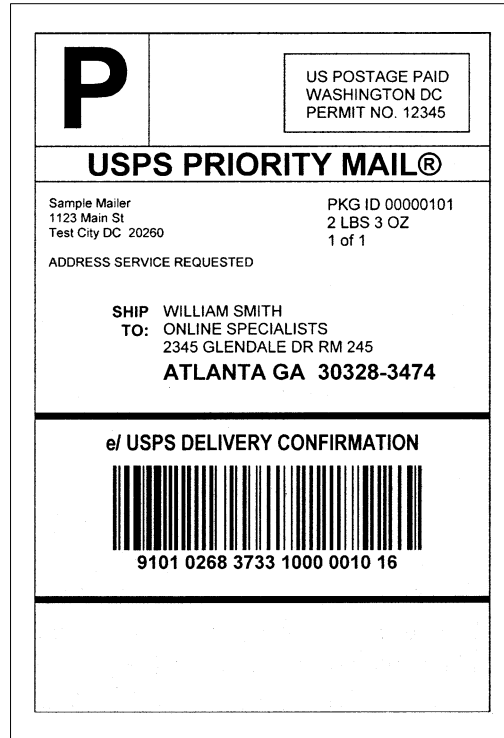 P
US POSTAGE PAID
WASHINGTON DC
PERMIT NO. 12345
USPS PRIORITY MAIL®
Sample Mailer
1123 Main St
Test City DC 20260
PKG ID 00000101
2 LBS 3 OZ
1 of 1
ADDRESS SERVICE REQUESTED
SHIP TO: WILLIAM SMITH
ONLINE SPECIALISTS
2345 GLENDALE DR RM 245
ATLANTA GA 30328-3474
e/ USPS DELIVERY CONFIRMATION
9101 0268 3733 1000 0010 16